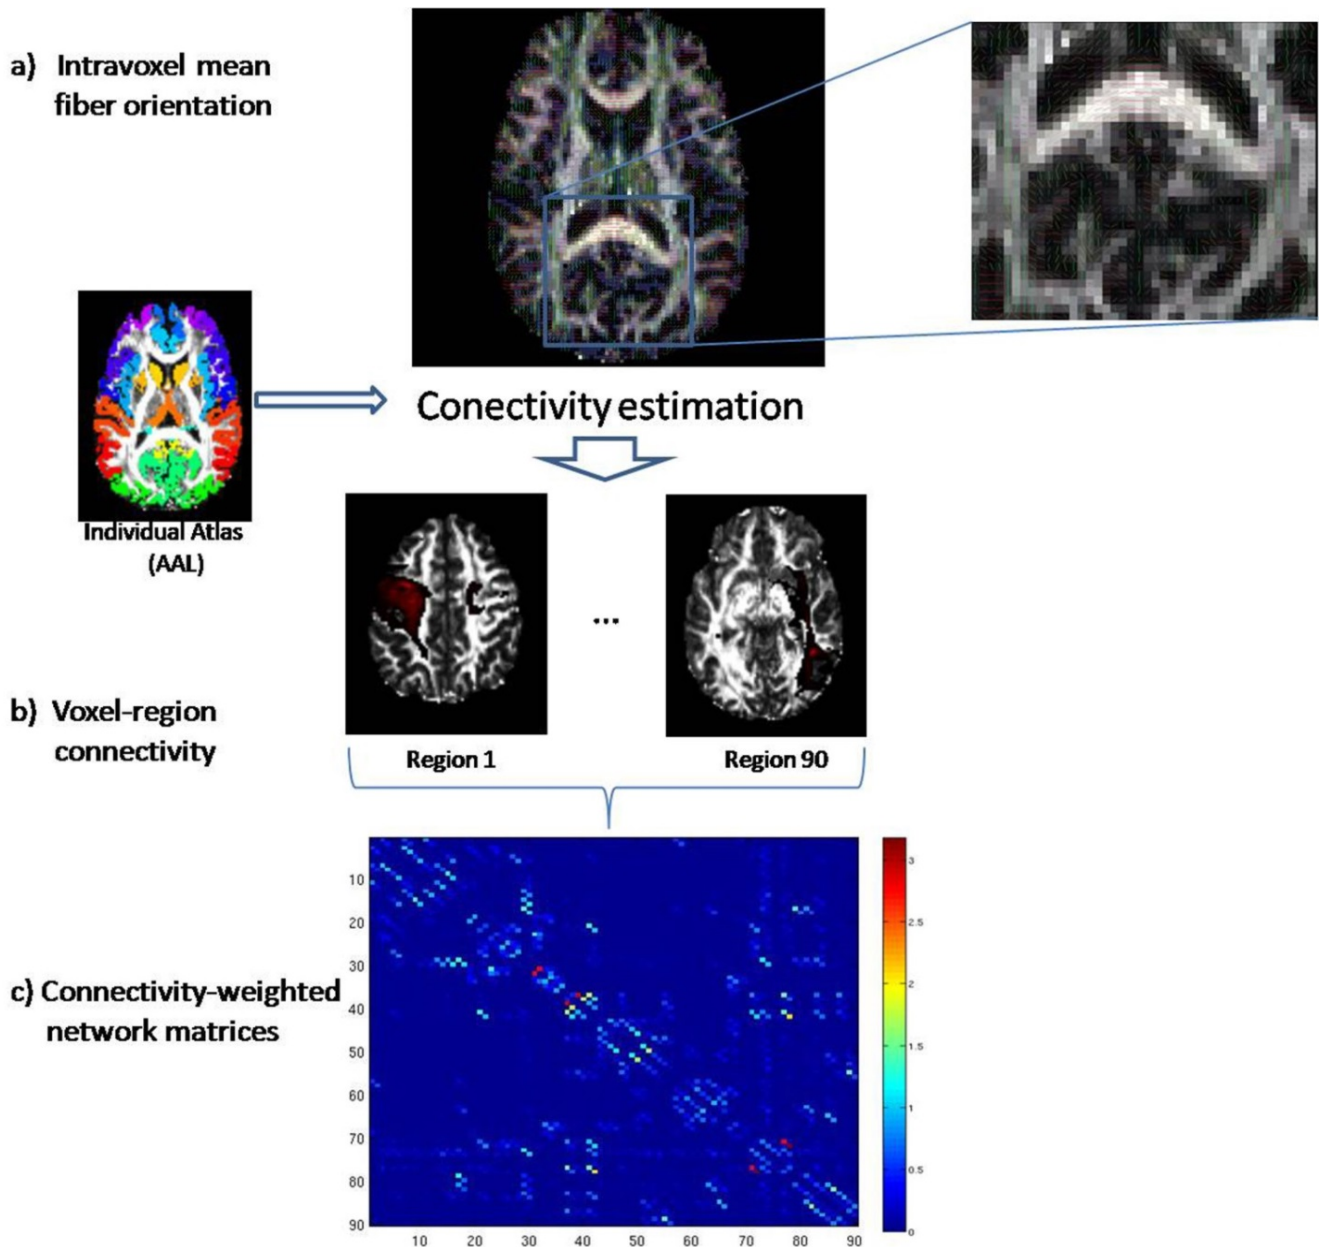 a) Intravoxel mean
fiber orientation
Conectivity estimation
Individual Atlas
(AAL)
...
b) Voxel-region
connectivity
Region 1
Region 90
c) Connectivity-weighted
network matrices
10
20
30
40
50
60
70
80
90
10 20 30 40 50 60 70 80 90
3
2.5
2
1.5
1
0.5
0